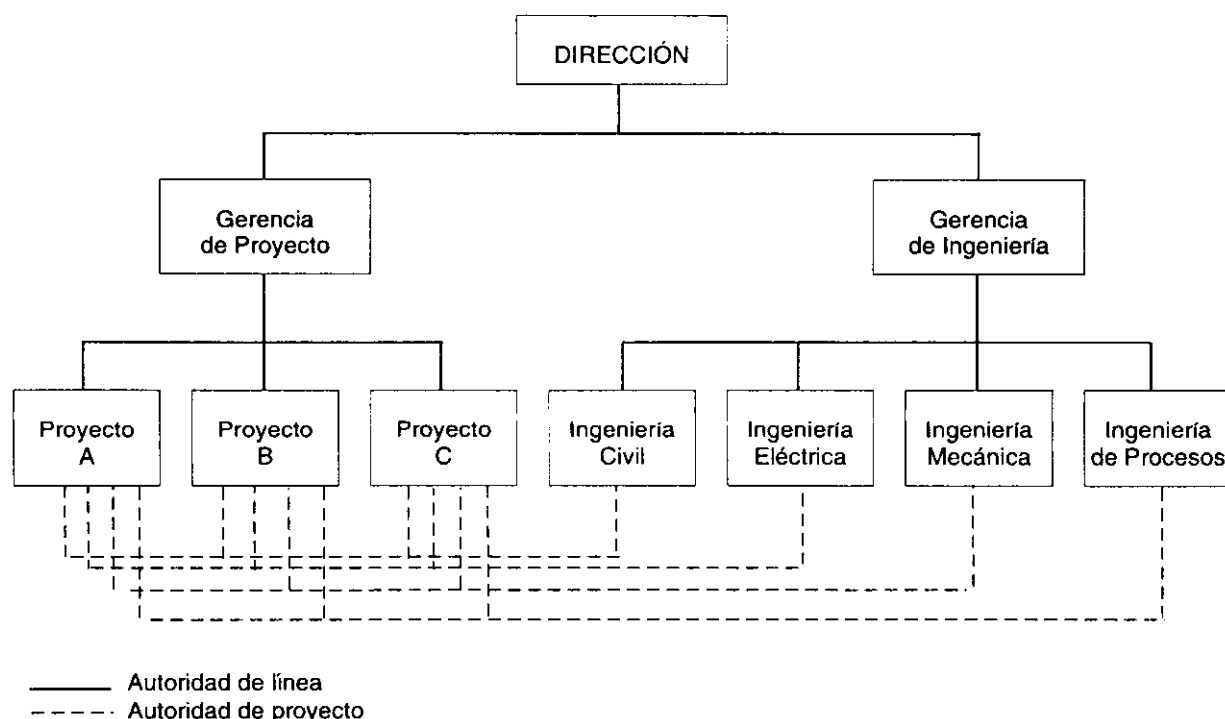 DIRECCIÓN
Gerencia
de Proyecto
Gerencia
de Ingeniería
Proyecto
A
Proyecto
B
Proyecto
C
Ingeniería
Civil
Ingeniería
Eléctrica
Ingeniería
Mecánica
Ingeniería
de Procesos
Autoridad de línea
Autoridad de proyecto